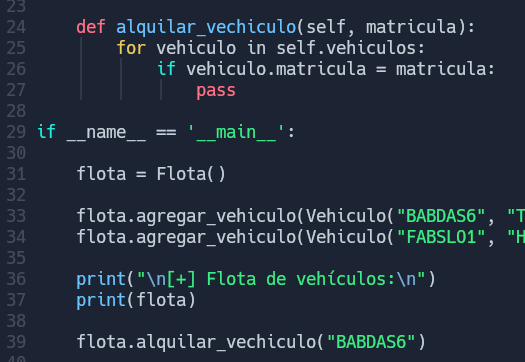 23
24 def alquilar_vechiculo(self, matricula):
25 for vehiculo in self.vehiculos:
26 if vehiculo.matricula = matricula:
27 pass
28
29 if __name__ == '__main__':
30
31 flota = Flota()
32
33 flota.agregar_vehiculo(Vehiculo("BABDAS6", "T
34 flota.agregar_vehiculo(Vehiculo("FABSLO1", "H
35
36 print("\n[+] Flota de vehículos:\n")
37 print(flota)
38
39 flota.alquilar_vechiculo("BABDAS6")
40